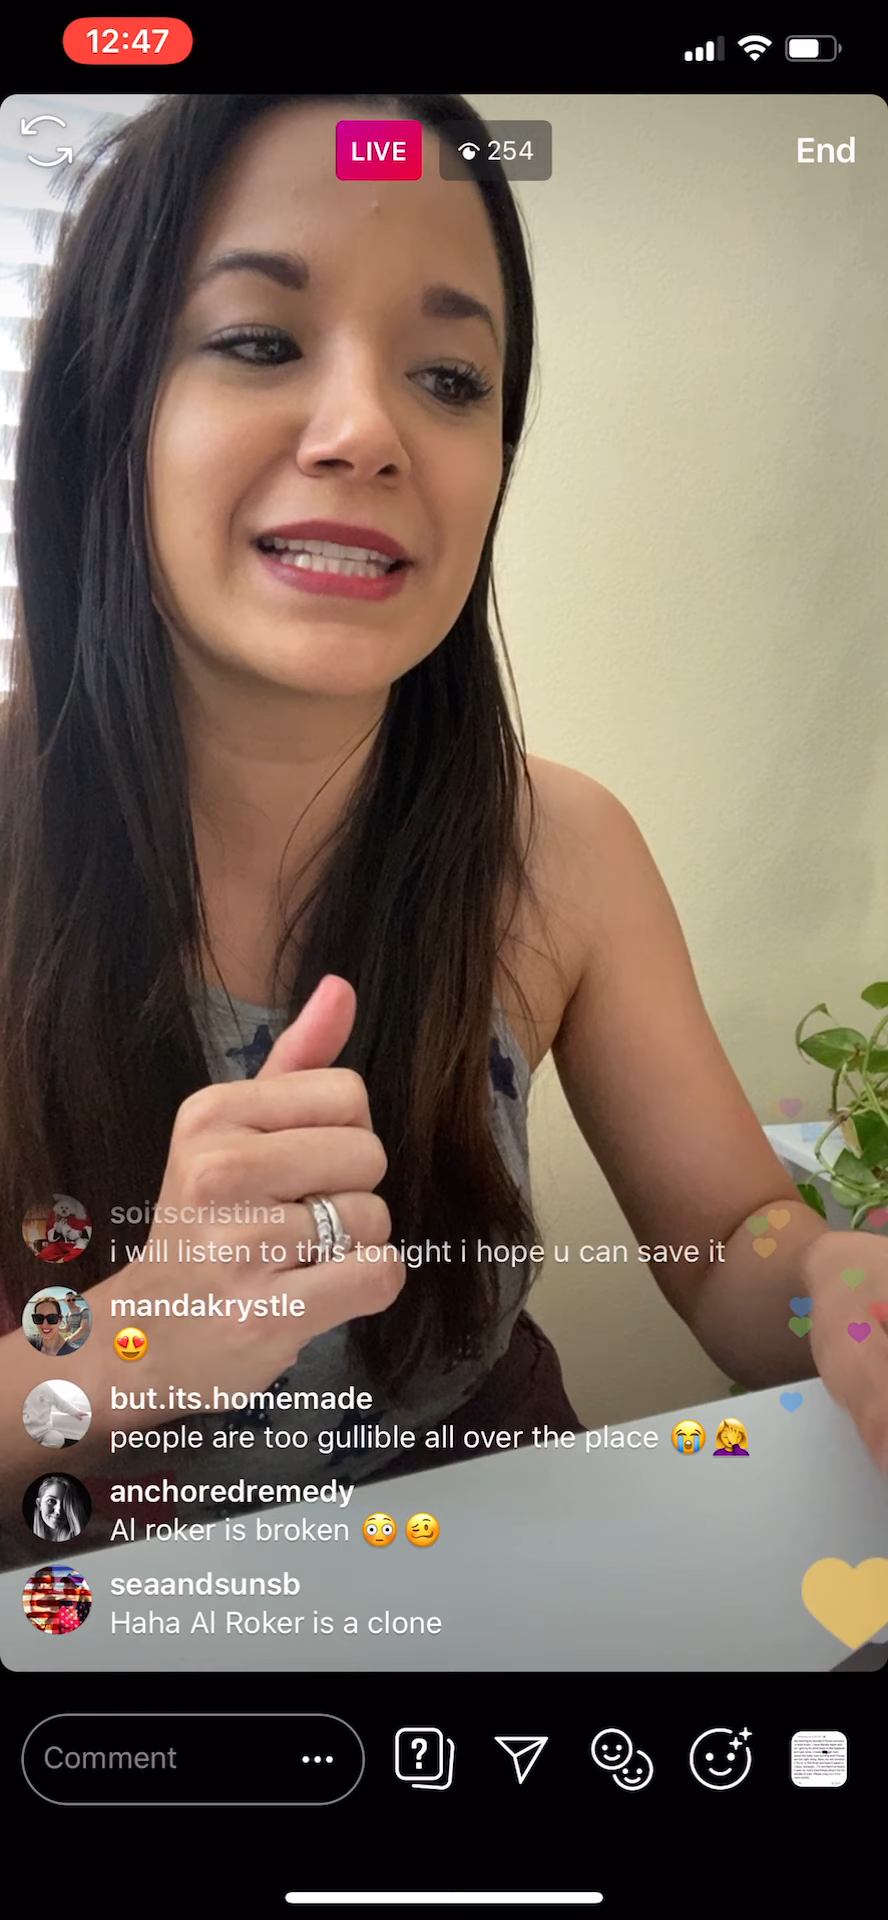 12:47
LIVE
254
End
soitscristina
i will listen to this tonight i hope u can save it
mandakrystle
😍
but.its.homemade
people are too gullible all over the place 😭 🤦‍♀️
anchoredremedy
Al roker is broken 😳 🥴
seaandsunsb
Haha Al Roker is a clone
Comment